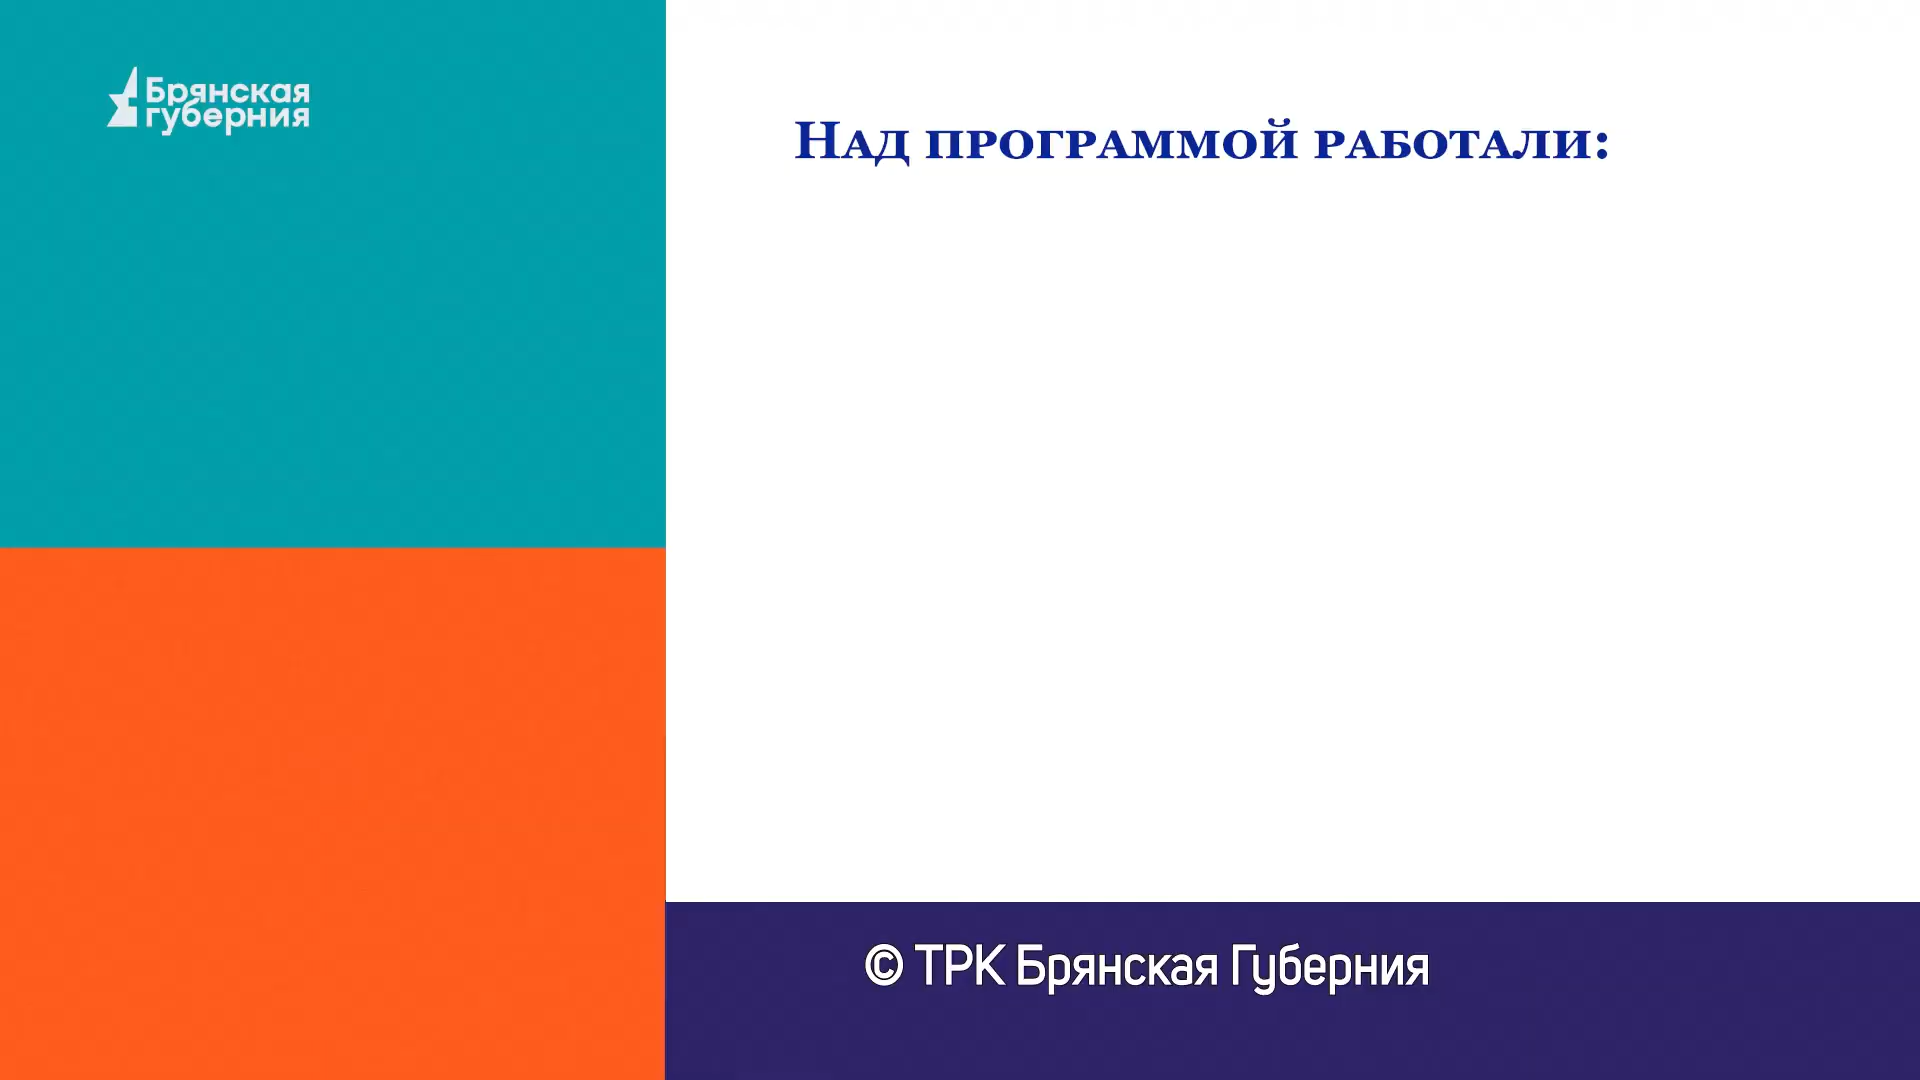 Брянская
губерния
Над программой работали:
© ТРК Брянская Губерния